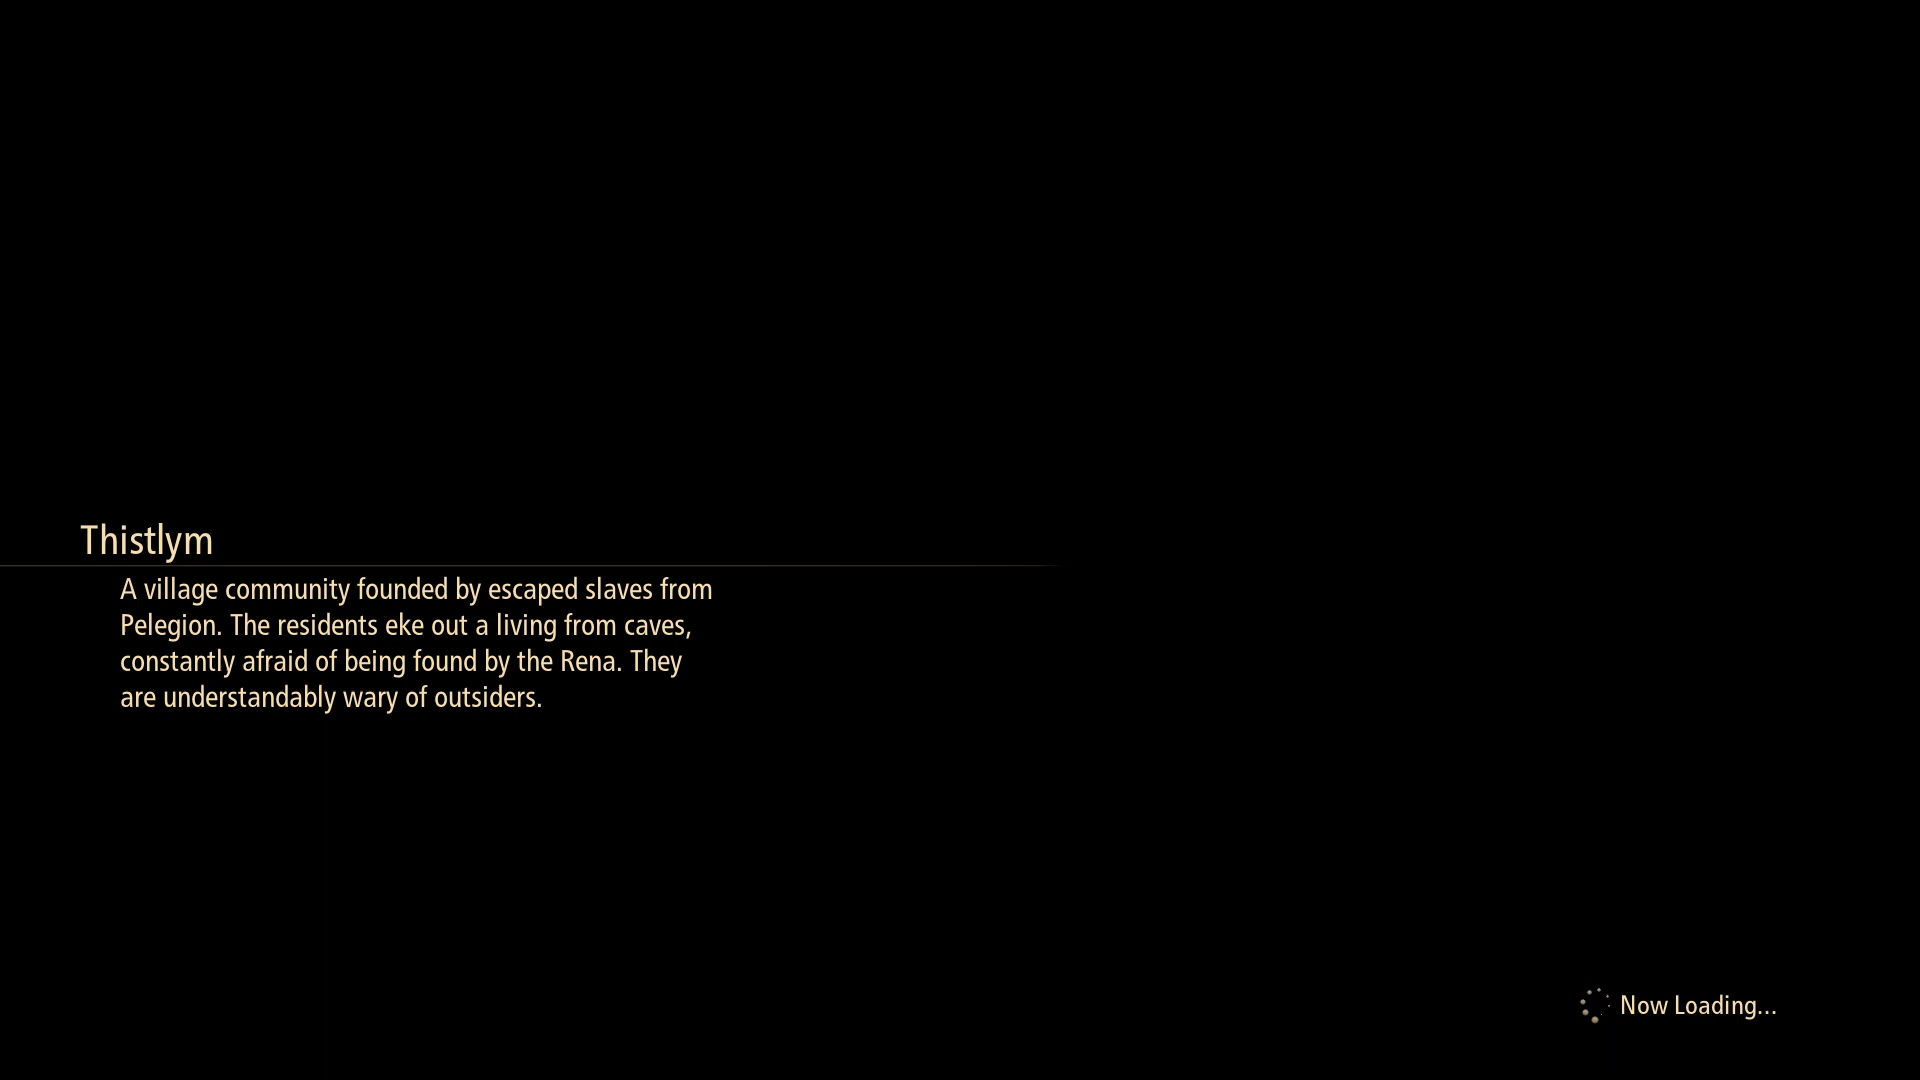 Thistlym
A village community founded by escaped slaves from
Pelegion. The residents eke out a living from caves,
constantly afraid of being found by the Rena. They
are understandably wary of outsiders.
Now Loading...